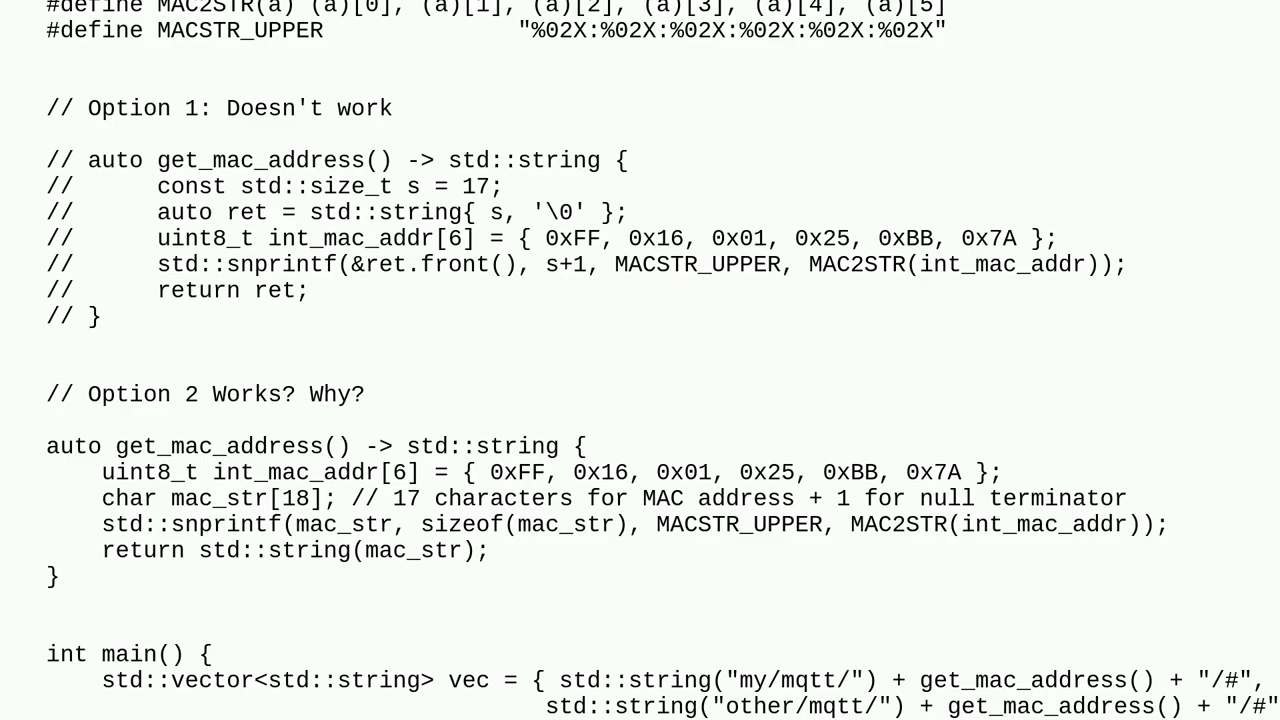 #define MAC2STR(a) (a)[0], (a)[1], (a)[2], (a)[3], (a)[4], (a)[5]
#define MACSTR_UPPER              "%02X:%02X:%02X:%02X:%02X:%02X"
// Option 1: Doesn't work
// auto get_mac_address() -> std::string {
//      const std::size_t s = 17;
//      auto ret = std::string{ s, '\0' };
//      uint8_t int_mac_addr[6] = { 0xFF, 0x16, 0x01, 0x25, 0xBB, 0x7A };
//      std::snprintf(&ret.front(), s+1, MACSTR_UPPER, MAC2STR(int_mac_addr));
//      return ret;
// }
// Option 2 Works? Why?
auto get_mac_address() -> std::string {
    uint8_t int_mac_addr[6] = { 0xFF, 0x16, 0x01, 0x25, 0xBB, 0x7A };
    char mac_str[18]; // 17 characters for MAC address + 1 for null terminator
    std::snprintf(mac_str, sizeof(mac_str), MACSTR_UPPER, MAC2STR(int_mac_addr));
    return std::string(mac_str);
}
int main() {
    std::vector<std::string> vec = { std::string("my/mqtt/") + get_mac_address() + "/#",
                                    std::string("other/mqtt/") + get_mac_address() + "/#"